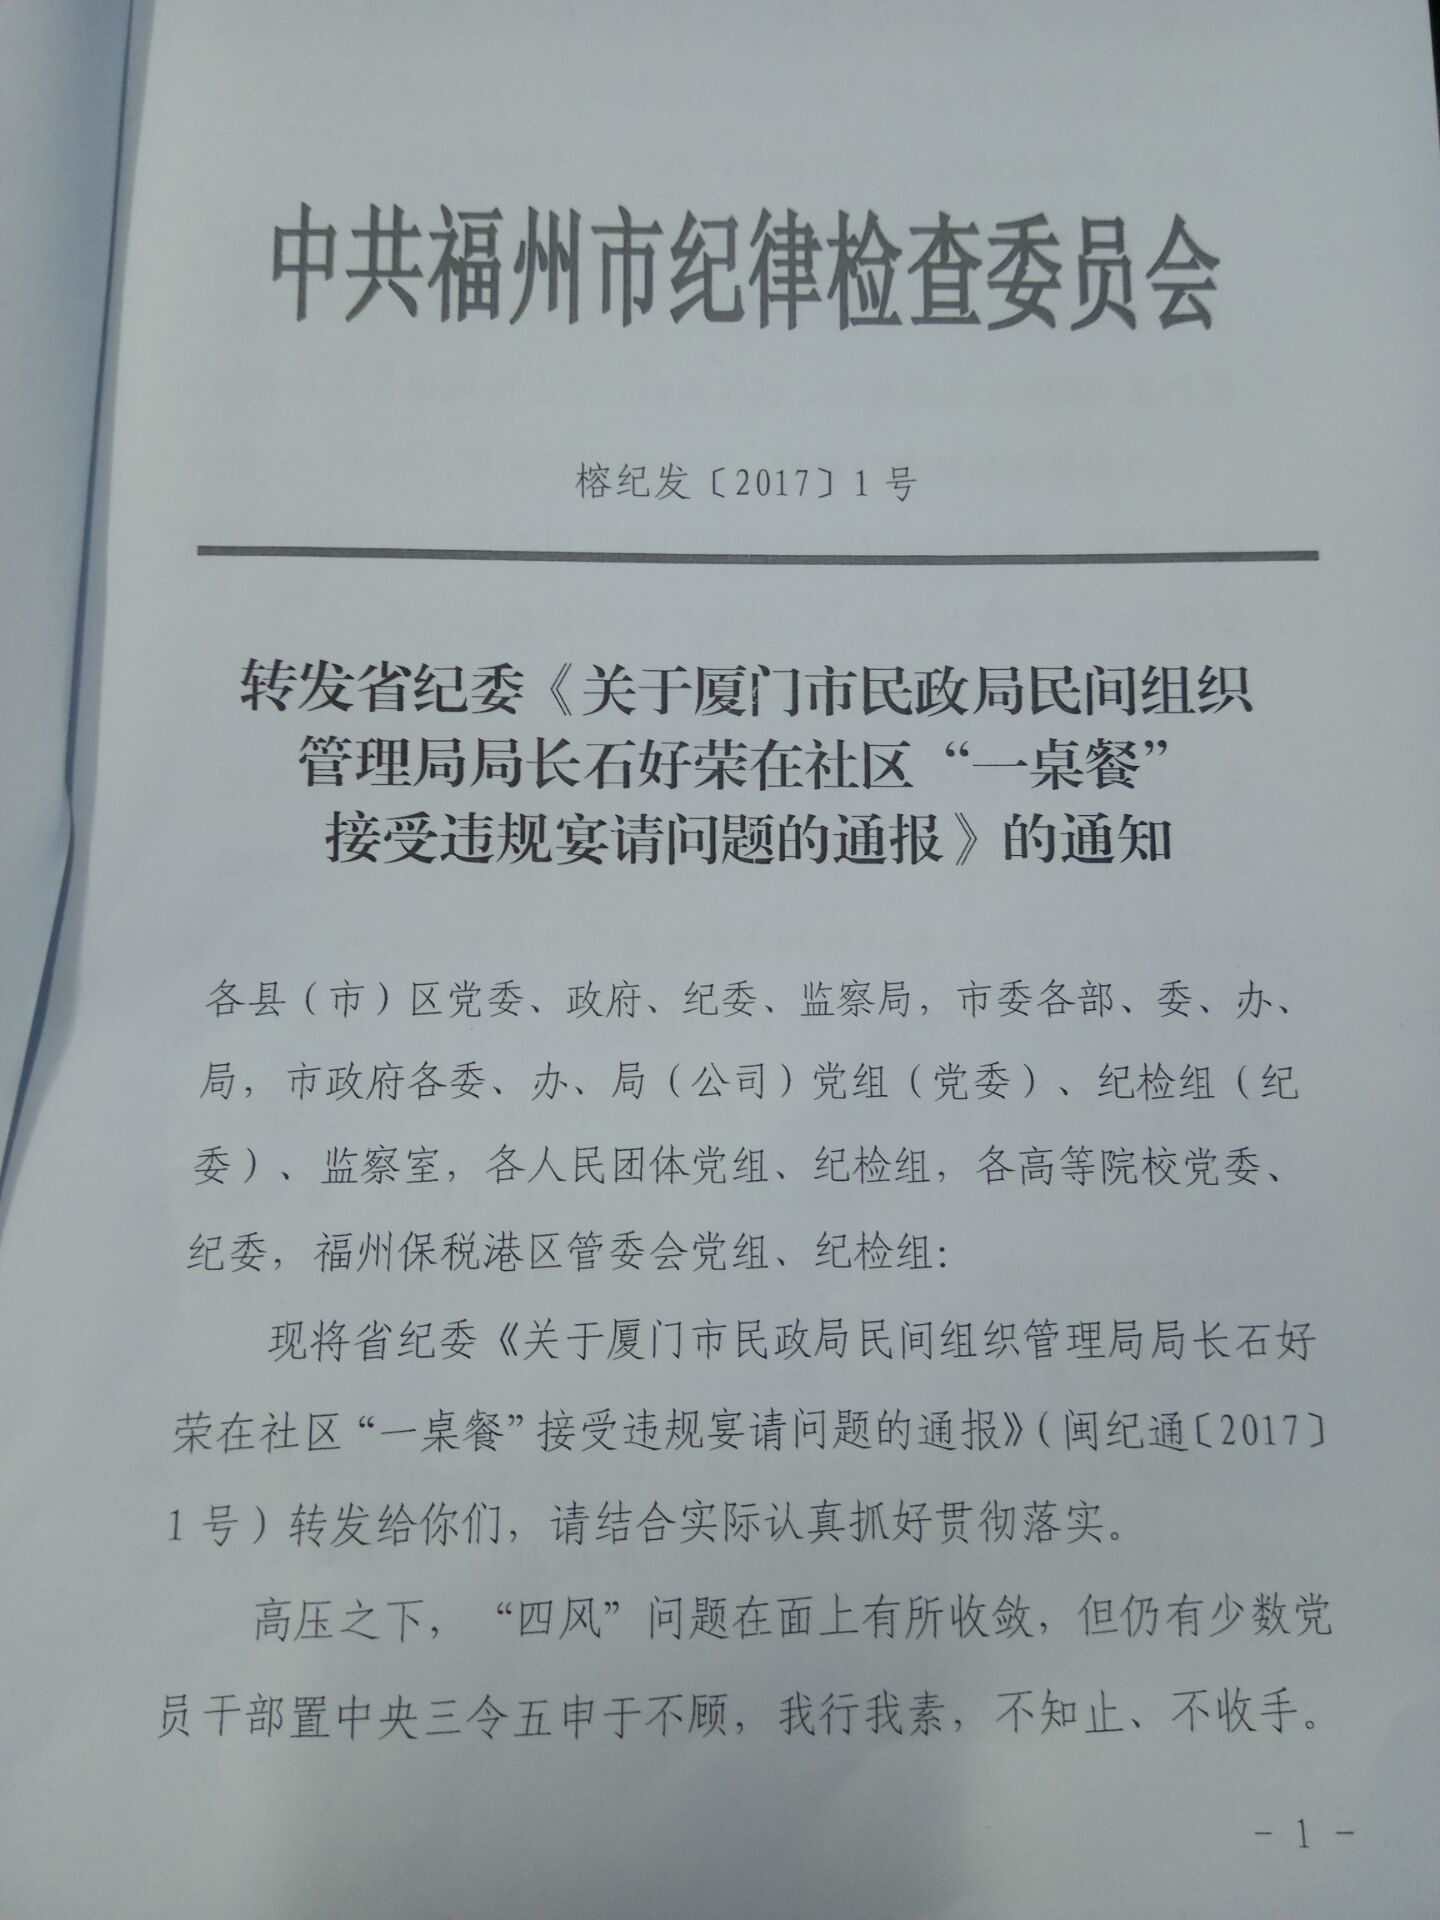 中共福州市纪律检查委员会
榕纪发〔2017〕1号
转发省纪委《关于厦门市民政局民间组织
管理局局长石好荣在社区“一桌餐”
接受违规宴请问题的通报》的通知
各县（市）区党委、政府、纪委、监察局，市委各部、委、办、
局，市政府各委、办、局（公司）党组（党委）、纪检组（纪
委）、监察室，各人民团体党组、纪检组，各高等院校党委、
纪委，福州保税港区管委会党组、纪检组：
现将省纪委《关于厦门市民政局民间组织管理局局长石好
荣在社区“一桌餐”接受违规宴请问题的通报》（闽纪通〔2017〕
1号）转发给你们，请结合实际认真抓好贯彻落实。
高压之下，“四风”问题在面上有所收敛，但仍有少数党
员干部置中央三令五申于不顾，我行我素，不知止、不收手。
- 1 -